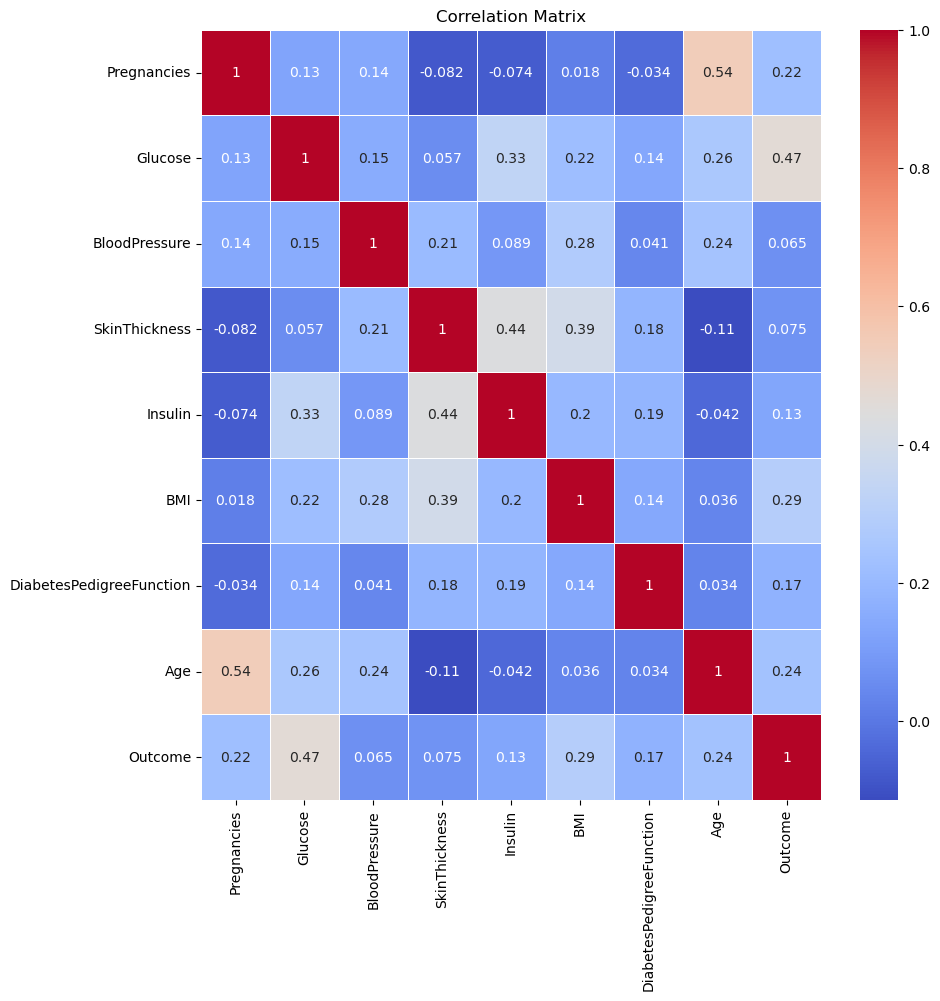 Correlation Matrix
Pregnancies 1 0.13 0.14 -0.082 -0.074 0.018 -0.034 0.54 0.22
Glucose 0.13 1 0.15 0.057 0.33 0.22 0.14 0.26 0.47
BloodPressure 0.14 0.15 1 0.21 0.089 0.28 0.041 0.24 0.065
SkinThickness -0.082 0.057 0.21 1 0.44 0.39 0.18 -0.11 0.075
Insulin -0.074 0.33 0.089 0.44 1 0.2 0.19 -0.042 0.13
BMI 0.018 0.22 0.28 0.39 0.2 1 0.14 0.036 0.29
DiabetesPedigreeFunction -0.034 0.14 0.041 0.18 0.19 0.14 1 0.034 0.17
Age 0.54 0.26 0.24 -0.11 -0.042 0.036 0.034 1 0.24
Outcome 0.22 0.47 0.065 0.075 0.13 0.29 0.17 0.24 1
Pregnancies
Glucose
BloodPressure
SkinThickness
Insulin
BMI
DiabetesPedigreeFunction
Age
Outcome
1.0
0.8
0.6
0.4
0.2
0.0